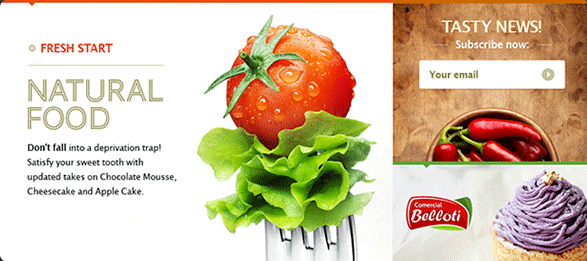 FRESH START
NATURAL
FOOD
Don't fall into a deprivation trap!
Satisfy your sweet tooth with
updated takes on Chocolate Mousse,
Cheesecake and Apple Cake.
TASTY NEWS!
Subscribe now:
Your email
Comercial
Belloti